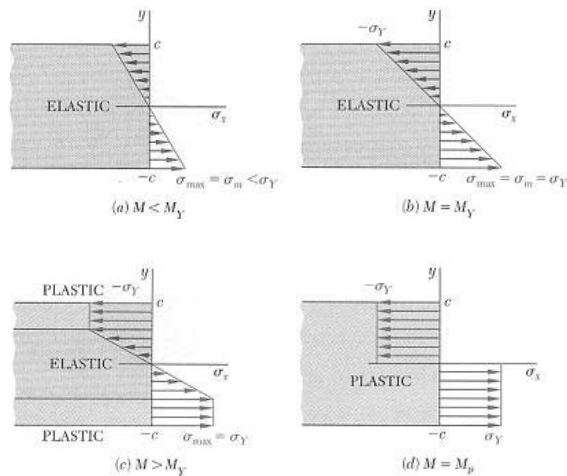 y
c
ELASTIC
σx
−c
σmax = σm < σY
(a) M < MY
y
−σY
c
ELASTIC
σx
−c
σmax = σm = σY
(b) M = MY
y
PLASTIC
−σY
c
ELASTIC
σx
PLASTIC
−c
σmax = σY
(c) M > MY
y
−σY
c
σx
PLASTIC
−c
σY
(d) M = Mp